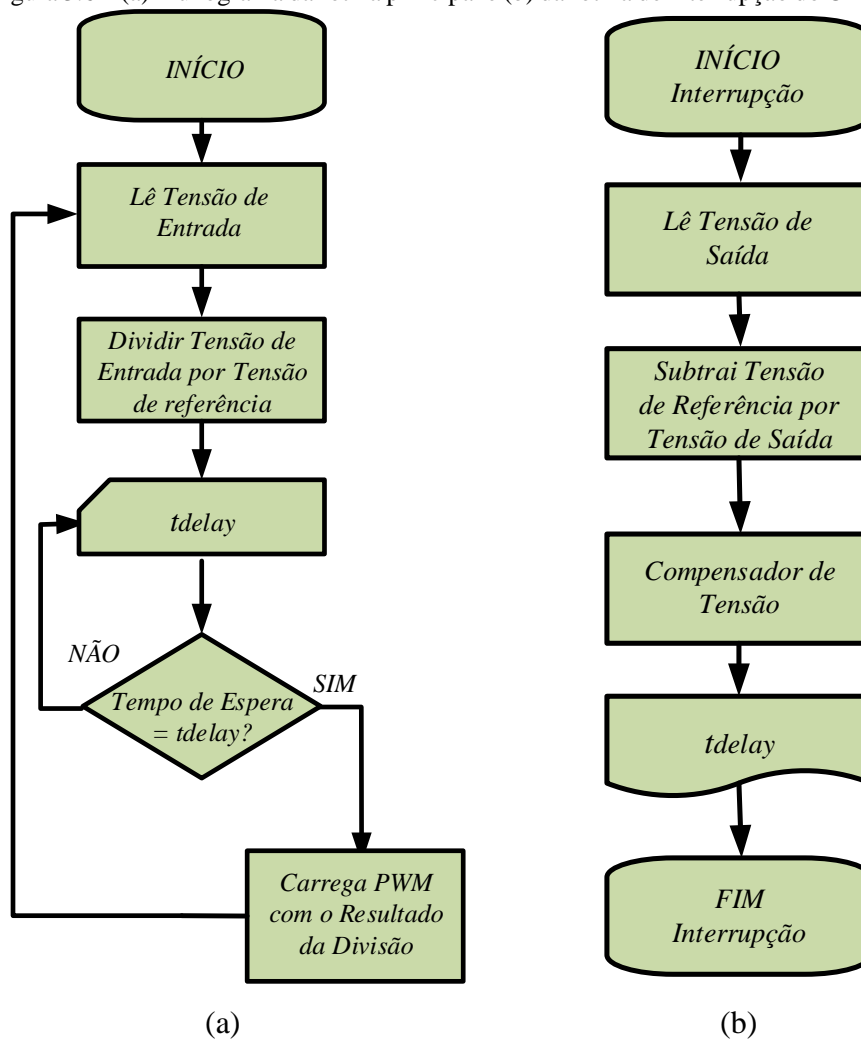 INÍCIO
Lê Tensão de
Entrada
Dividir Tensão de
Entrada por Tensão
de referência
tdelay
NÃO
SIM
Tempo de Espera
= tdelay?
Carrega PWM
com o Resultado
da Divisão
(a)
INÍCIO
Interrupção
Lê Tensão de
Saída
Subtrai Tensão
de Referência por
Tensão de Saída
Compensador de
Tensão
tdelay
FIM
Interrupção
(b)